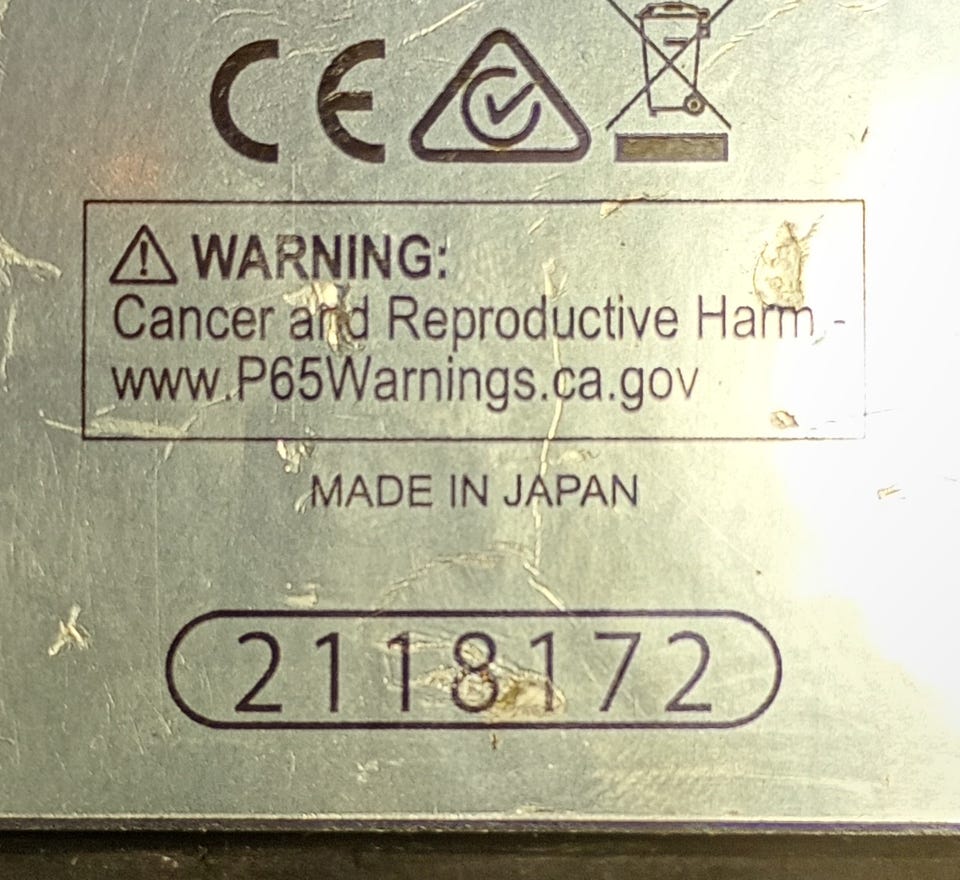 CE
⚠ WARNING:
Cancer and Reproductive Harm -
www.P65Warnings.ca.gov
MADE IN JAPAN
2118172